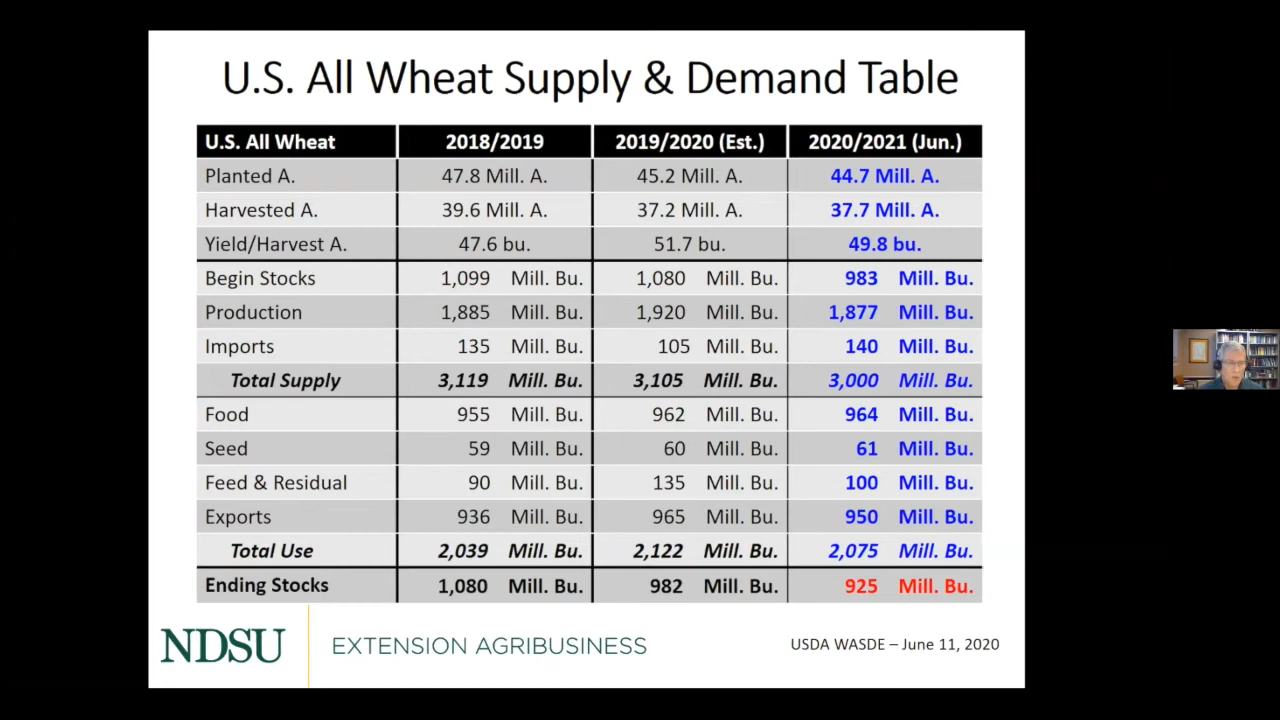 U.S. All Wheat Supply & Demand Table
U.S. All Wheat 2018/2019 2019/2020 (Est.) 2020/2021 (Jun.)
Planted A. 47.8 Mill. A. 45.2 Mill. A. 44.7 Mill. A.
Harvested A. 39.6 Mill. A. 37.2 Mill. A. 37.7 Mill. A.
Yield/Harvest A. 47.6 bu. 51.7 bu. 49.8 bu.
Begin Stocks 1,099 Mill. Bu. 1,080 Mill. Bu. 983 Mill. Bu.
Production 1,885 Mill. Bu. 1,920 Mill. Bu. 1,877 Mill. Bu.
Imports 135 Mill. Bu. 105 Mill. Bu. 140 Mill. Bu.
Total Supply 3,119 Mill. Bu. 3,105 Mill. Bu. 3,000 Mill. Bu.
Food 955 Mill. Bu. 962 Mill. Bu. 964 Mill. Bu.
Seed 59 Mill. Bu. 60 Mill. Bu. 61 Mill. Bu.
Feed & Residual 90 Mill. Bu. 135 Mill. Bu. 100 Mill. Bu.
Exports 936 Mill. Bu. 965 Mill. Bu. 950 Mill. Bu.
Total Use 2,039 Mill. Bu. 2,122 Mill. Bu. 2,075 Mill. Bu.
Ending Stocks 1,080 Mill. Bu. 982 Mill. Bu. 925 Mill. Bu.
NDSU EXTENSION AGRIBUSINESS USDA WASDE – June 11, 2020